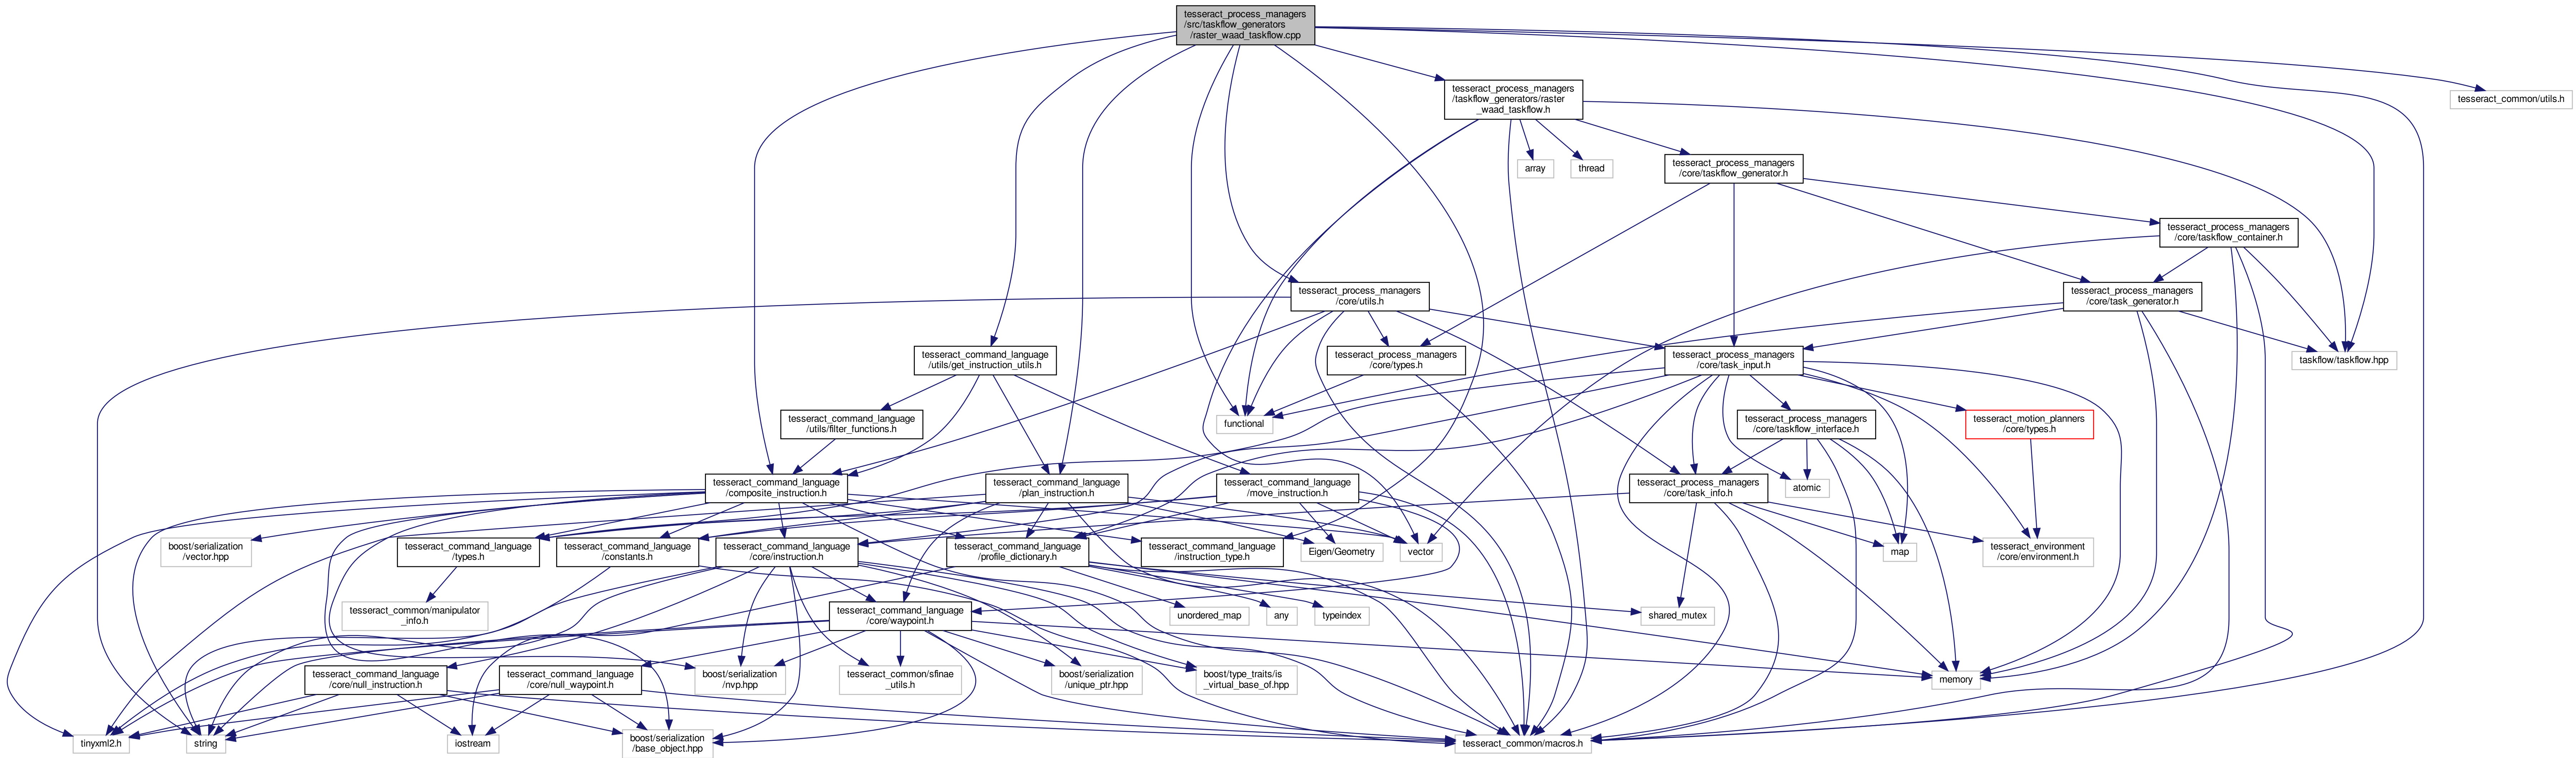 tesseract_process_managers
/src/taskflow_generators
/raster_waad_taskflow.cpp
tesseract_process_managers
/taskflow_generators/raster
_waad_taskflow.h
tesseract_common/utils.h
array
thread
tesseract_process_managers
/core/taskflow_generator.h
tesseract_process_managers
/core/taskflow_container.h
tesseract_process_managers
/core/utils.h
tesseract_process_managers
/core/task_generator.h
tesseract_command_language
/utils/get_instruction_utils.h
tesseract_process_managers
/core/types.h
tesseract_process_managers
/core/task_input.h
taskflow/taskflow.hpp
tesseract_command_language
/utils/filter_functions.h
functional
tesseract_process_managers
/core/taskflow_interface.h
tesseract_motion_planners
/core/types.h
tesseract_command_language
/composite_instruction.h
tesseract_command_language
/plan_instruction.h
tesseract_command_language
/move_instruction.h
tesseract_process_managers
/core/task_info.h
atomic
boost/serialization
/vector.hpp
tesseract_command_language
/types.h
tesseract_command_language
/constants.h
tesseract_command_language
/core/instruction.h
tesseract_command_language
/profile_dictionary.h
tesseract_command_language
/instruction_type.h
Eigen/Geometry
vector
map
tesseract_environment
/core/environment.h
tesseract_common/manipulator
_info.h
tesseract_command_language
/core/waypoint.h
unordered_map
any
typeindex
shared_mutex
tesseract_command_language
/core/null_instruction.h
tesseract_command_language
/core/null_waypoint.h
boost/serialization
/nvp.hpp
tesseract_common/sfinae
_utils.h
boost/serialization
/unique_ptr.hpp
boost/type_traits/is
_virtual_base_of.hpp
memory
tinyxml2.h
string
iostream
boost/serialization
/base_object.hpp
tesseract_common/macros.h